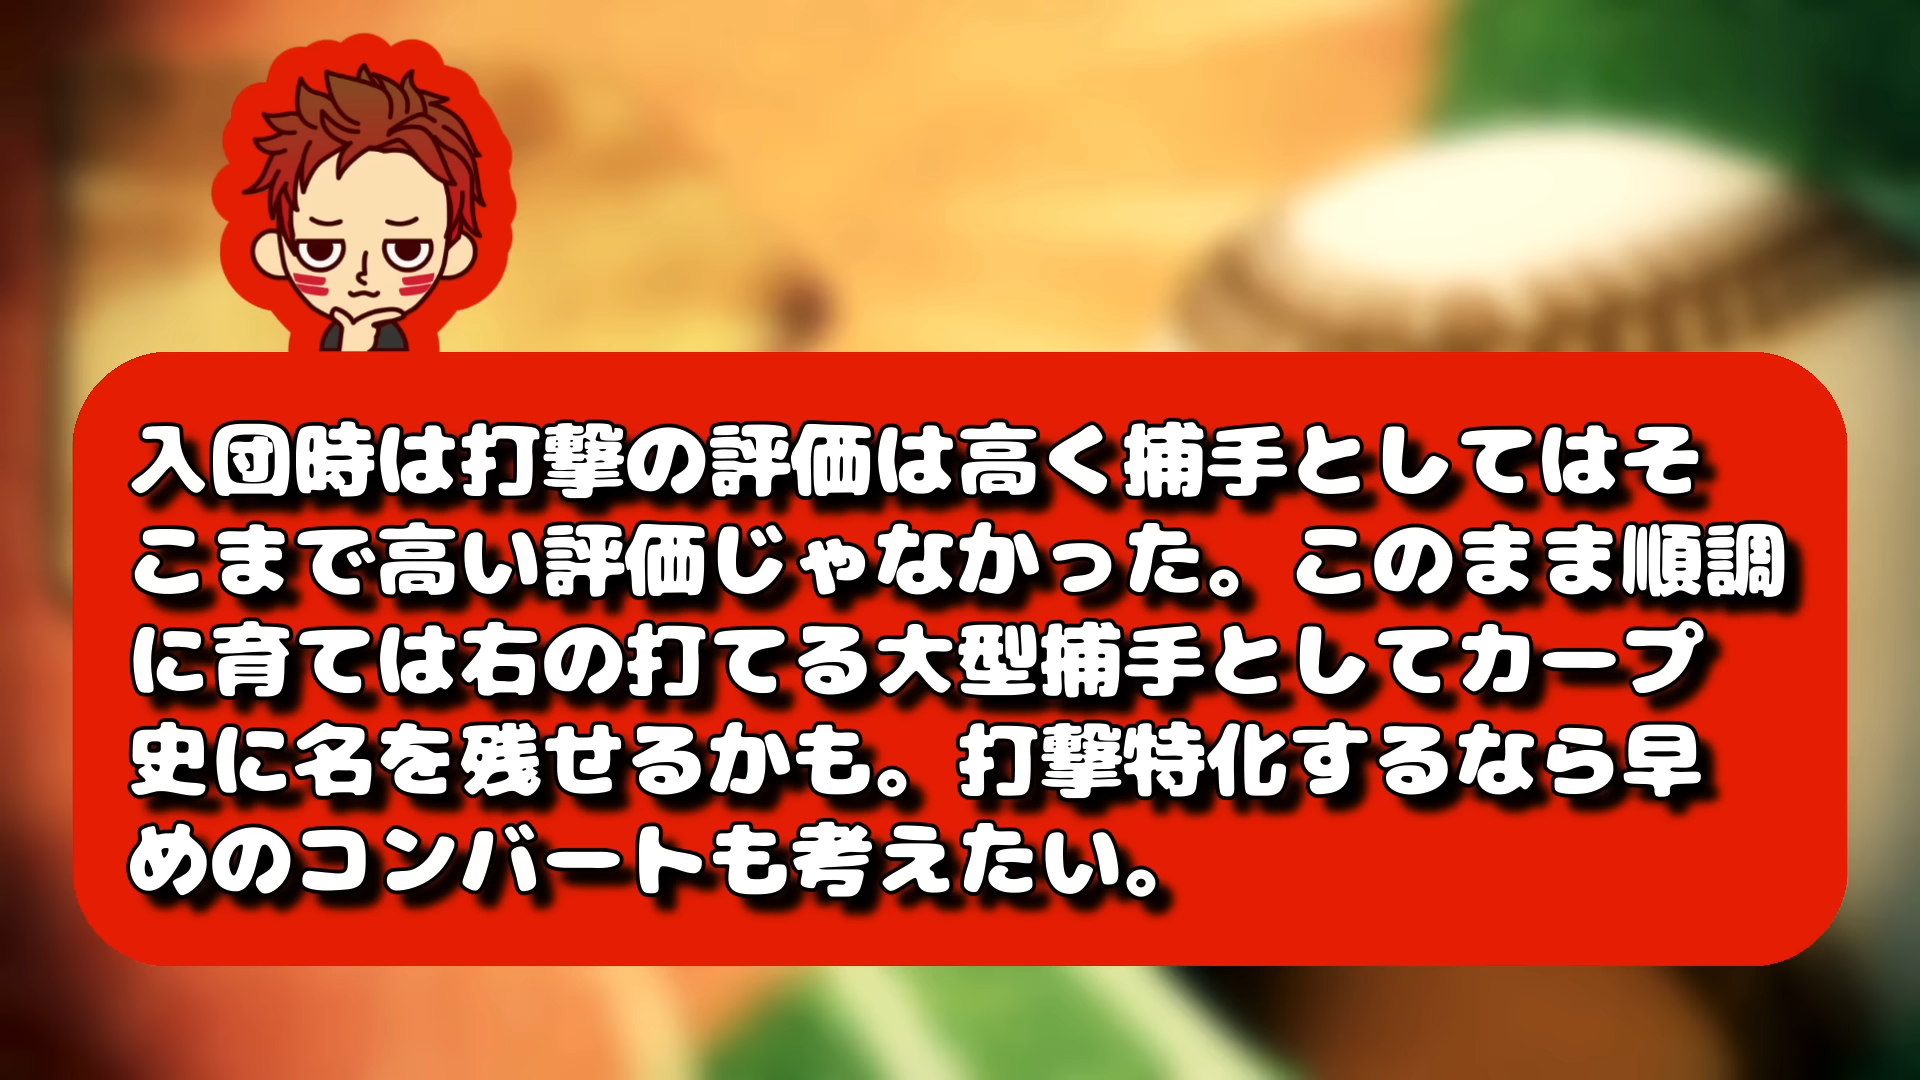 入団時は打撃の評価は高く捕手としてはそ
こまで高い評価じゃなかった。このまま順調
に育ては右の打てる大型捕手としてカープ
史に名を残せるかも。打撃特化するなら早
めのコンバートも考えたい。